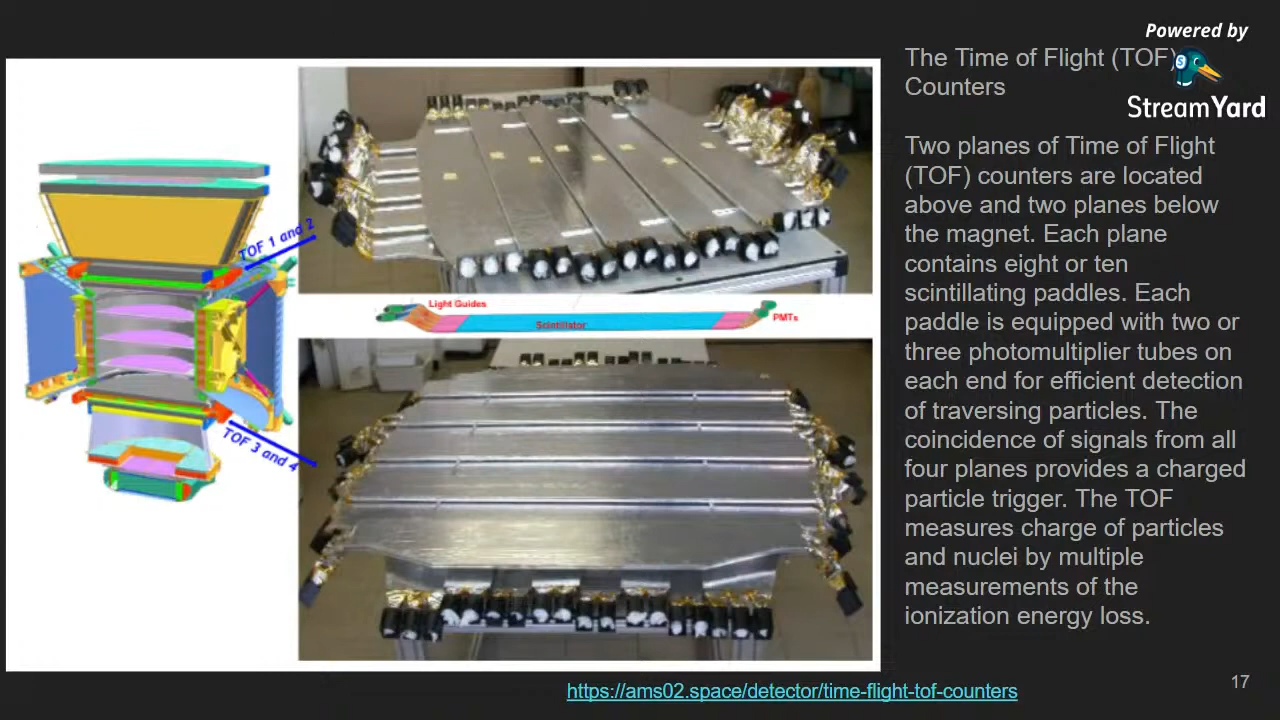 Powered by
StreamYard
The Time of Flight (TOF)
Counters
Two planes of Time of Flight
(TOF) counters are located
above and two planes below
the magnet. Each plane
contains eight or ten
scintillating paddles. Each
paddle is equipped with two or
three photomultiplier tubes on
each end for efficient detection
of traversing particles. The
coincidence of signals from all
four planes provides a charged
particle trigger. The TOF
measures charge of particles
and nuclei by multiple
measurements of the
ionization energy loss.
TOF 1 and 2
TOF 3 and 4
Light Guides
Scintillator
PMTs
https://ams02.space/detector/time-flight-tof-counters
17